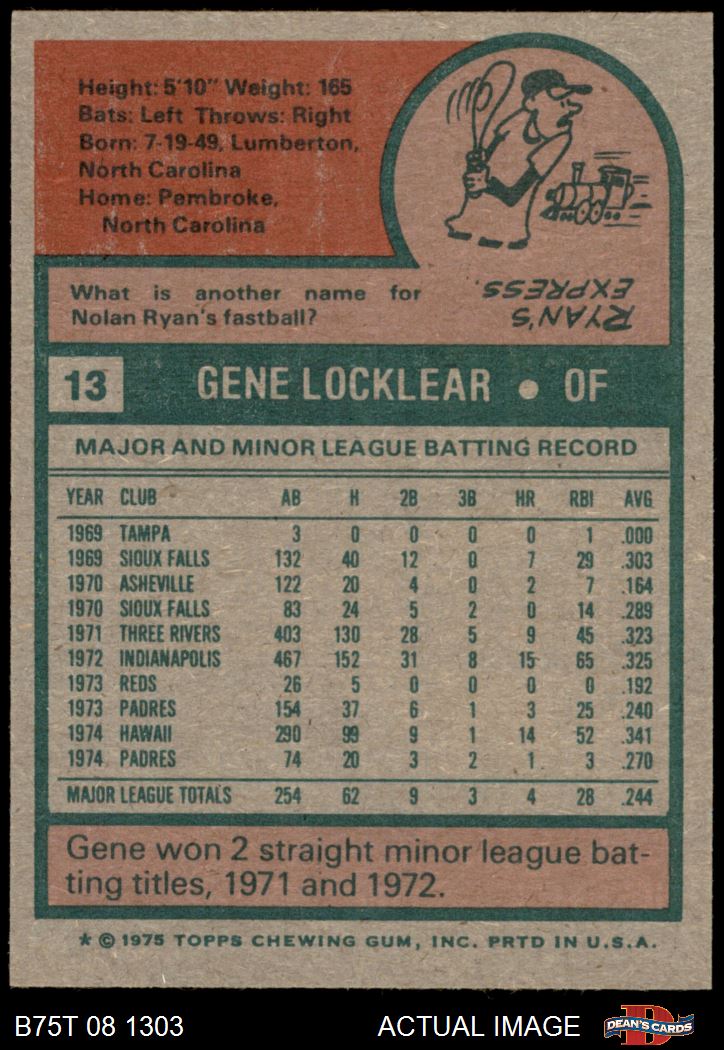 Height: 5'10" Weight: 165
Bats: Left Throws: Right
Born: 7-19-49, Lumberton,
North Carolina
Home: Pembroke,
North Carolina
What is another name for
Nolan Ryan's fastball?
RYAN'S
EXPRESS.
13 GENE LOCKLEAR • OF
MAJOR AND MINOR LEAGUE BATTING RECORD
YEAR CLUB AB H 2B 3B HR RBI AVG
1969 TAMPA 3 0 0 0 0 1 .000
1969 SIOUX FALLS 132 40 12 0 7 29 .303
1970 ASHEVILLE 122 20 4 0 2 7 .164
1970 SIOUX FALLS 83 24 5 2 0 14 .289
1971 THREE RIVERS 403 130 28 5 9 45 .323
1972 INDIANAPOLIS 467 152 31 8 15 65 .325
1973 REDS 26 5 0 0 0 0 .192
1973 PADRES 154 37 6 1 3 25 .240
1974 HAWAII 290 99 9 1 14 52 .341
1974 PADRES 74 20 3 2 1 3 .270
MAJOR LEAGUE TOTALS 254 62 9 3 4 28 .244
Gene won 2 straight minor league bat-
ting titles, 1971 and 1972.
* © 1975 TOPPS CHEWING GUM, INC. PRTD IN U.S.A.
B75T 08 1303 ACTUAL IMAGE D DEAN'S CARDS